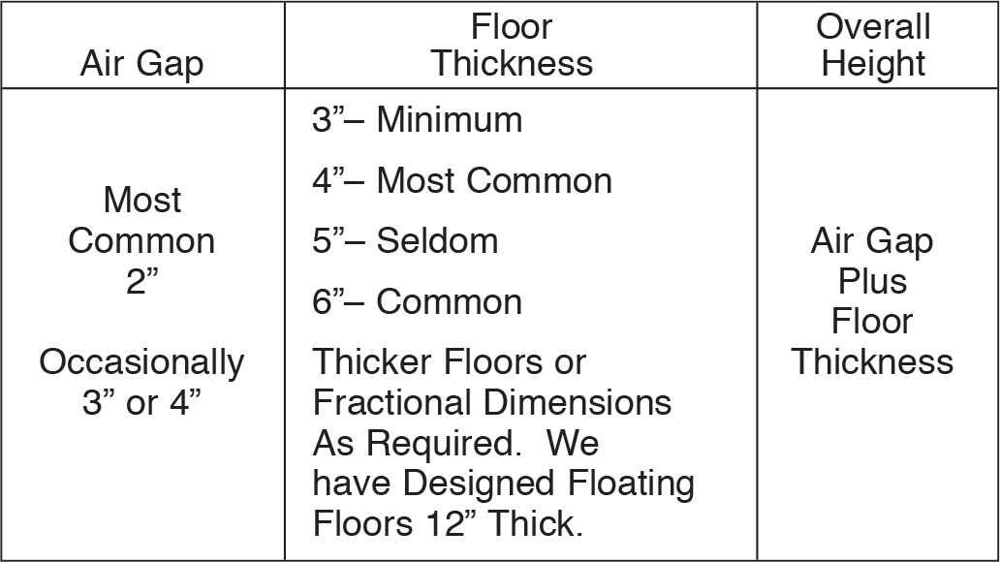 Air Gap
Floor
Thickness
Overall
Height
Most
Common
2”
Occasionally
3” or 4”
3”– Minimum
4”– Most Common
5”– Seldom
6”– Common
Thicker Floors or
Fractional Dimensions
As Required.  We
have Designed Floating
Floors 12” Thick.
Air Gap
Plus
Floor
Thickness